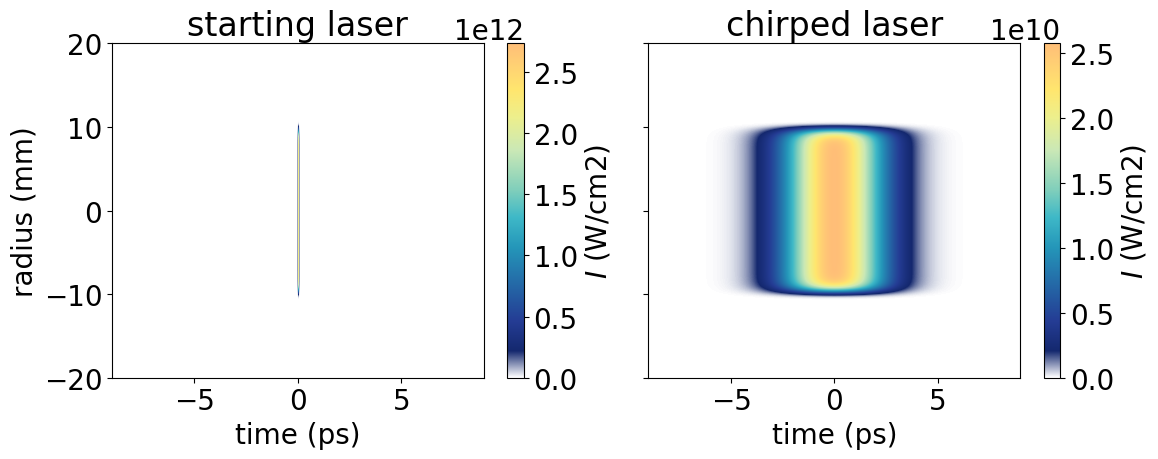 starting laser
1e12
20
10
0
−10
−20
radius (mm)
−5 0 5
time (ps)
2.5
2.0
1.5
1.0
0.5
0.0
I (W/cm2)
chirped laser
1e10
−5 0 5
time (ps)
2.5
2.0
1.5
1.0
0.5
0.0
I (W/cm2)